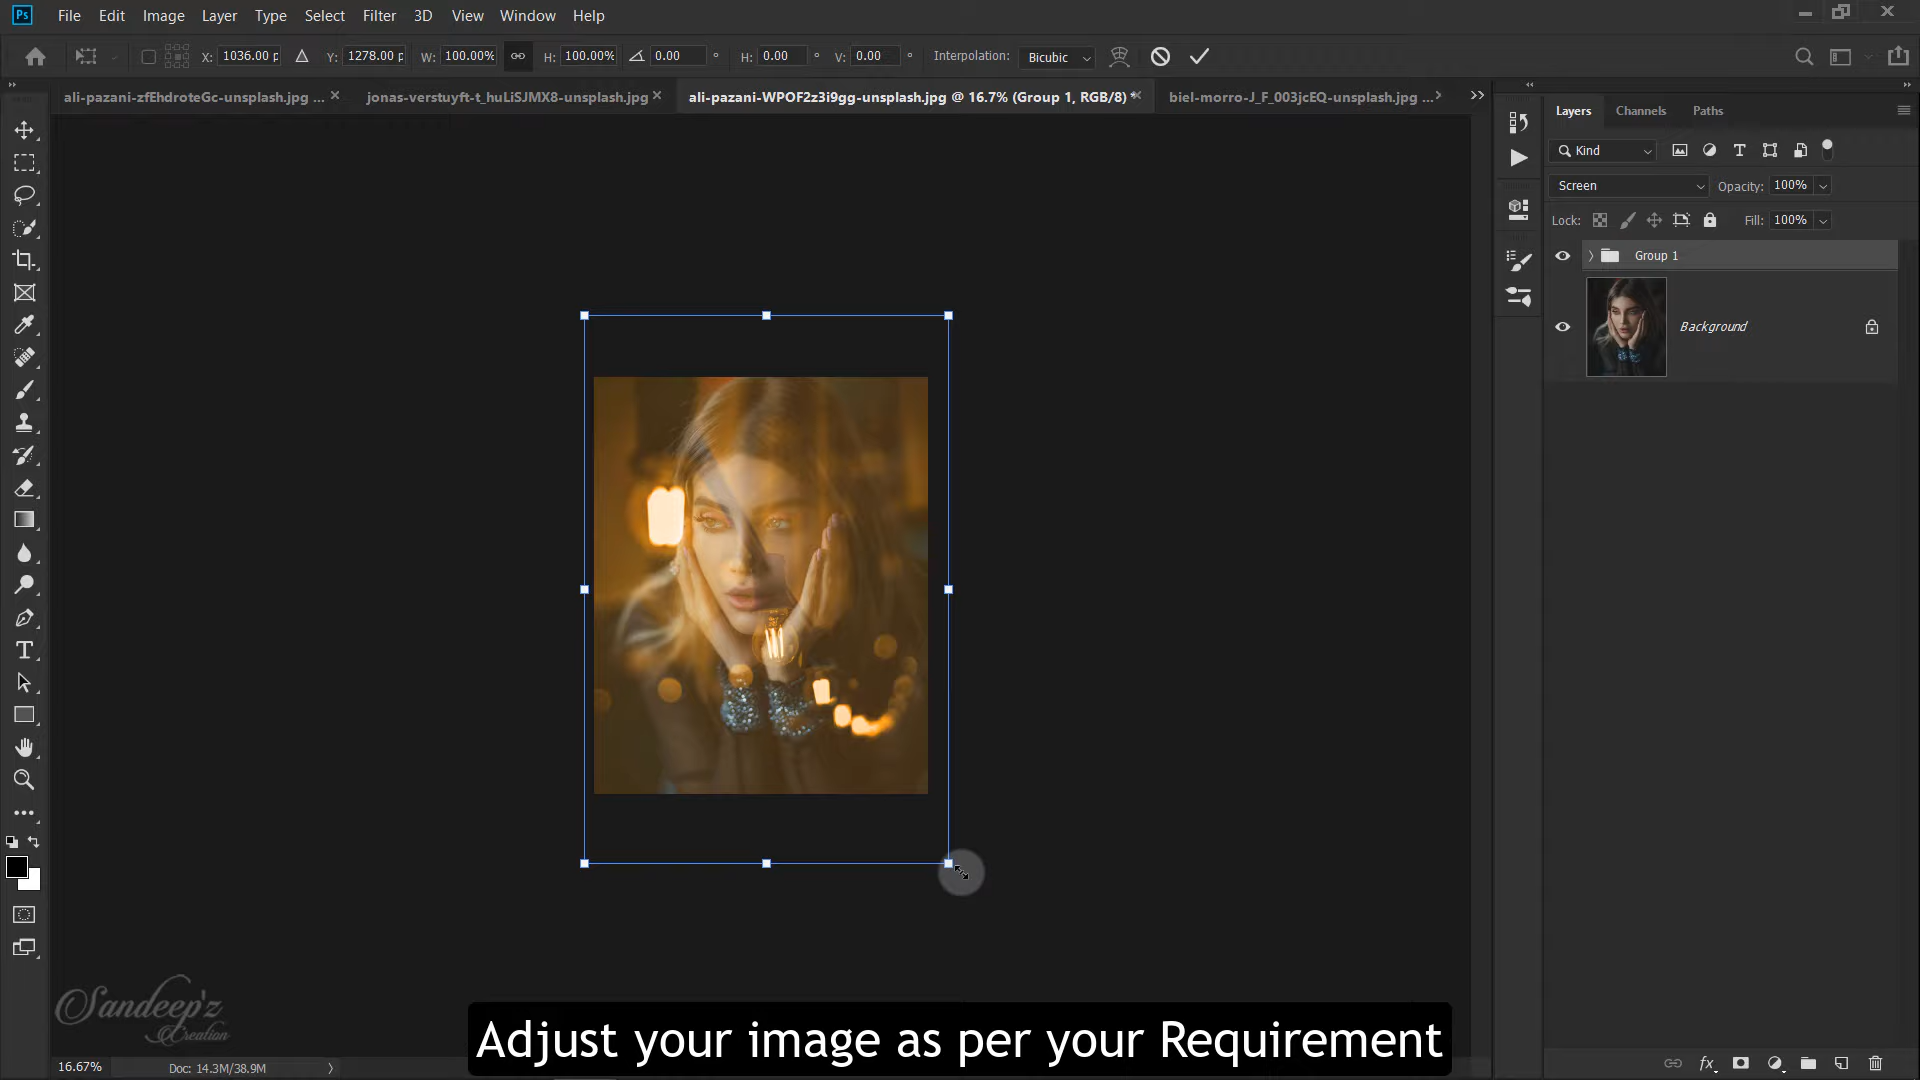 Ps File Edit Image Layer Type Select Filter 3D View Window Help
X: 1036.00 p Y: 1278.00 p W: 100.00% H: 100.00% 0.00 ° H: 0.00 ° V: 0.00 ° Interpolation: Bicubic
ali-pazani-zfEhdroteGc-unsplash.jpg ... × jonas-verstuyft-t_huLiSJMX8-unsplash.jpg × ali-pazani-WPOF2z3i9gg-unsplash.jpg @ 16.7% (Group 1, RGB/8) * × biel-morro-J_F_003jcEQ-unsplash.jpg ...
Layers Channels Paths
Kind
Screen Opacity: 100%
Lock: Fill: 100%
Group 1
Background
Sandeep'z
Creation
Adjust your image as per your Requirement
16.67% Doc: 14.3M/38.9M